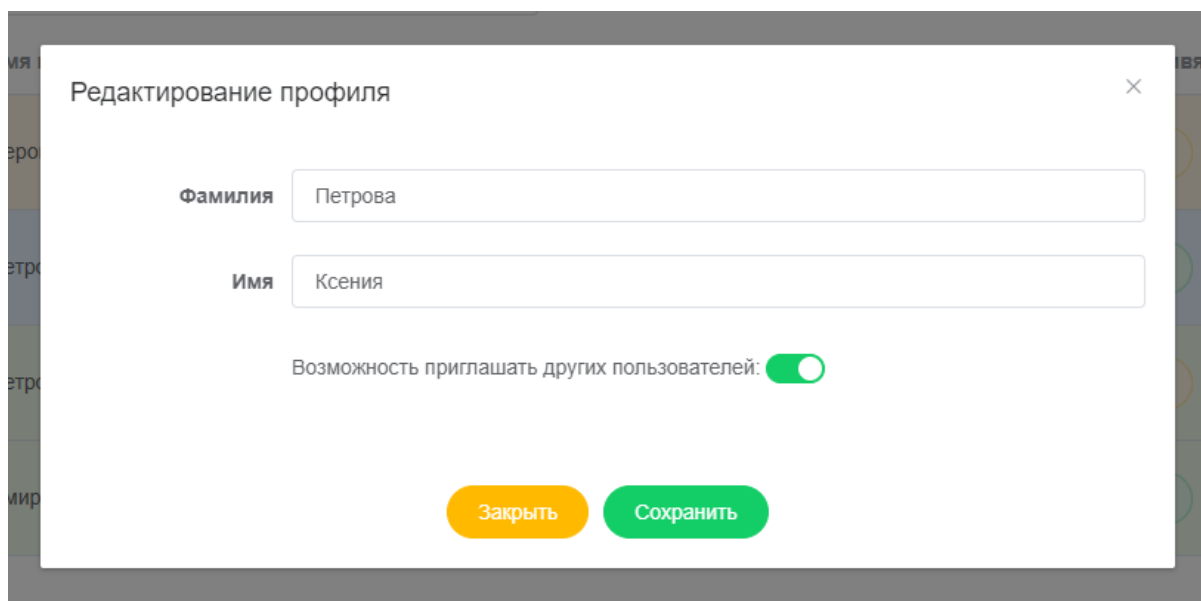 Редактирование профиля
Фамилия Петрова
Имя Ксения
Возможность приглашать других пользователей:
Закрыть Сохранить